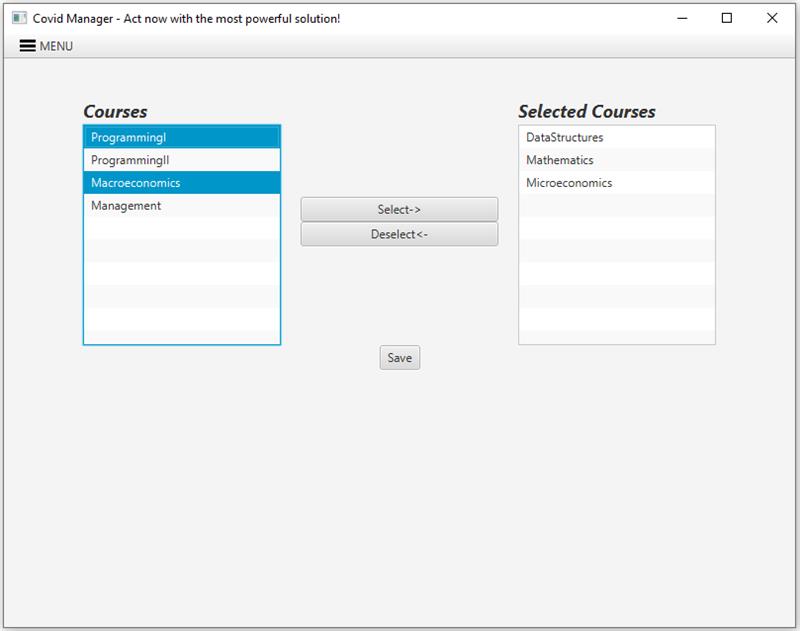 Covid Manager - Act now with the most powerful solution!
MENU
Courses
ProgrammingI
ProgrammingII
Macroeconomics
Management
Select->
Deselect<-
Selected Courses
DataStructures
Mathematics
Microeconomics
Save